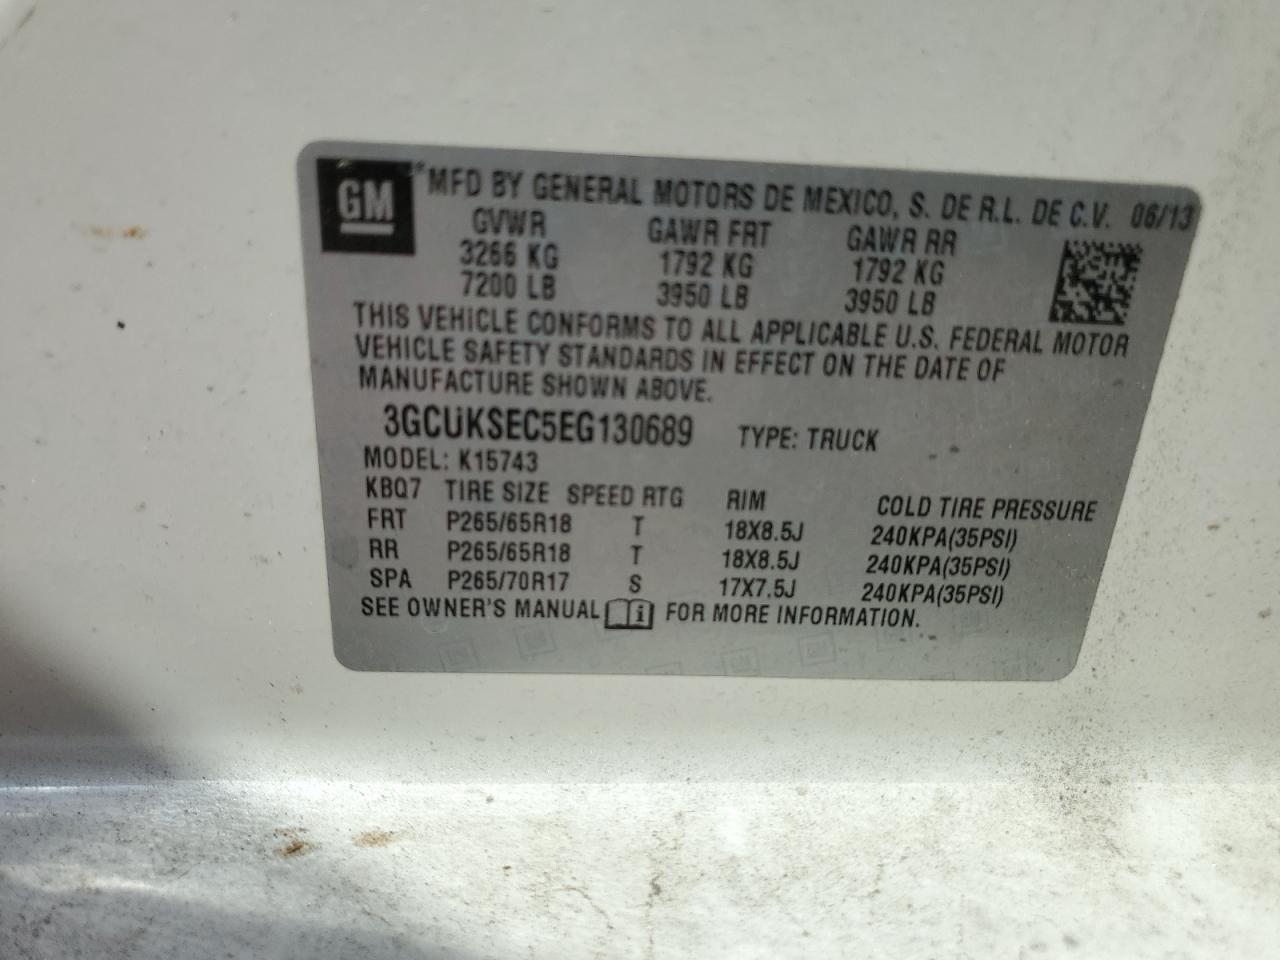 GM
*MFD BY GENERAL MOTORS DE MEXICO, S. DE R.L. DE C.V. 06/13
GVWR GAWR FRT GAWR RR
3266 KG 1792 KG 1792 KG
7200 LB 3950 LB 3950 LB
THIS VEHICLE CONFORMS TO ALL APPLICABLE U.S. FEDERAL MOTOR
VEHICLE SAFETY STANDARDS IN EFFECT ON THE DATE OF
MANUFACTURE SHOWN ABOVE.
3GCUKSEC5EG130689 TYPE: TRUCK
MODEL: K15743
KBQ7 TIRE SIZE SPEED RTG RIM COLD TIRE PRESSURE
FRT P265/65R18 T 18X8.5J 240KPA(35PSI)
RR P265/65R18 T 18X8.5J 240KPA(35PSI)
SPA P265/70R17 S 17X7.5J 240KPA(35PSI)
SEE OWNER'S MANUAL i FOR MORE INFORMATION.